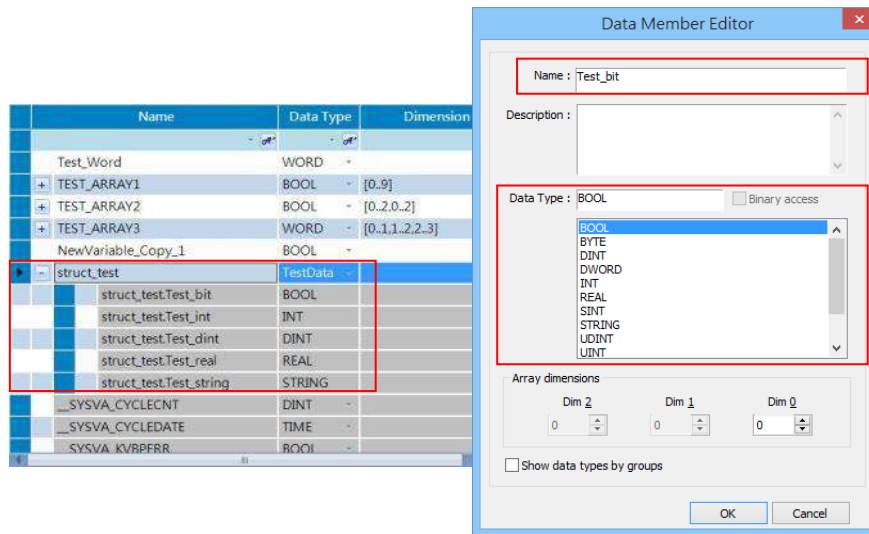 Name Data Type Dimension
Test_Word WORD
TEST_ARRAY1 BOOL [0..9]
TEST_ARRAY2 BOOL [0..2,0..2]
TEST_ARRAY3 WORD [0..1,1..2,2..3]
NewVariable_Copy_1 BOOL
struct_test TestData
struct_test.Test_bit BOOL
struct_test.Test_int INT
struct_test.Test_dint DINT
struct_test.Test_real REAL
struct_test.Test_string STRING
__SYSVA_CYCLECNT DINT
__SYSVA_CYCLEDATE TIME
__SYSVA_KVBPERR BOOL
Data Member Editor
Name : Test_bit
Description :
Data Type : BOOL Binary access
BOOL
BYTE
DINT
DWORD
INT
REAL
SINT
STRING
UDINT
UINT
Array dimensions
Dim 2 Dim 1 Dim 0
0 0 0
Show data types by groups
OK Cancel